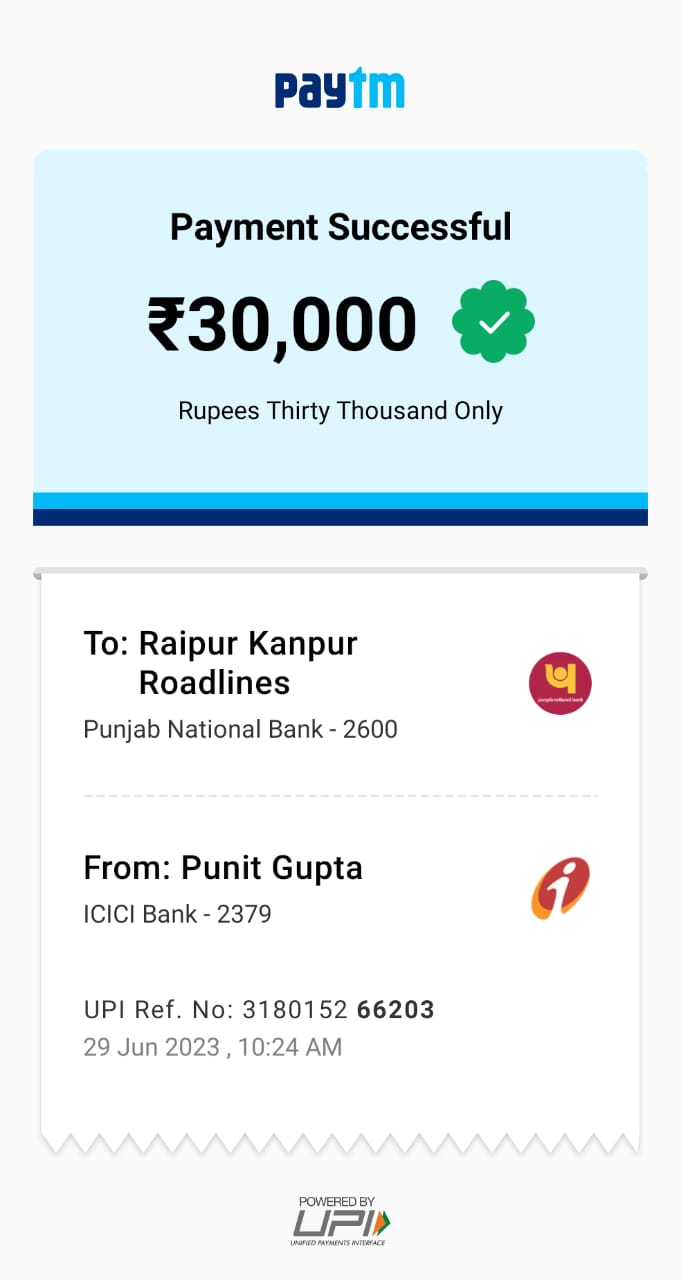 paytm
Payment Successful
₹30,000
Rupees Thirty Thousand Only
To: Raipur Kanpur
Roadlines
Punjab National Bank - 2600
punjab national bank
From: Punit Gupta
ICICI Bank - 2379
UPI Ref. No: 3180152 66203
29 Jun 2023 , 10:24 AM
POWERED BY
UPI
UNIFIED PAYMENTS INTERFACE